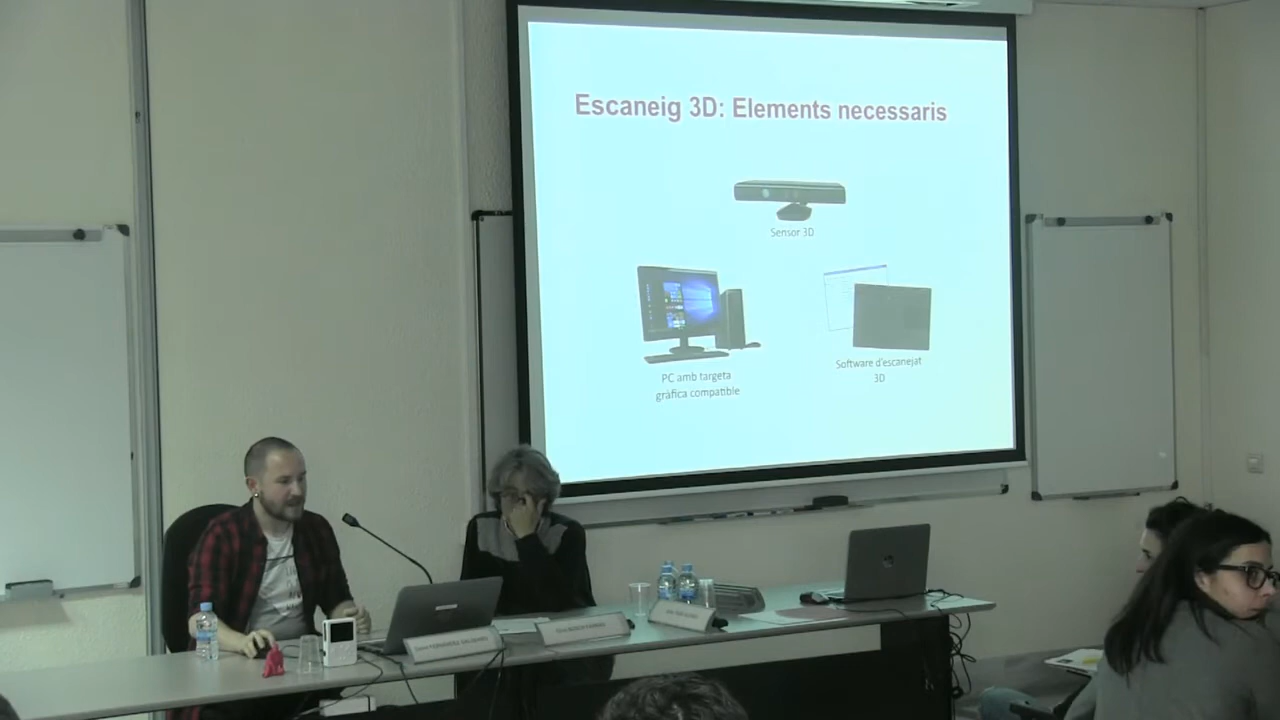 Escaneig 3D: Elements necessaris
Sensor 3D
PC amb targeta
gràfica compatible
Software d'escanejat
3D